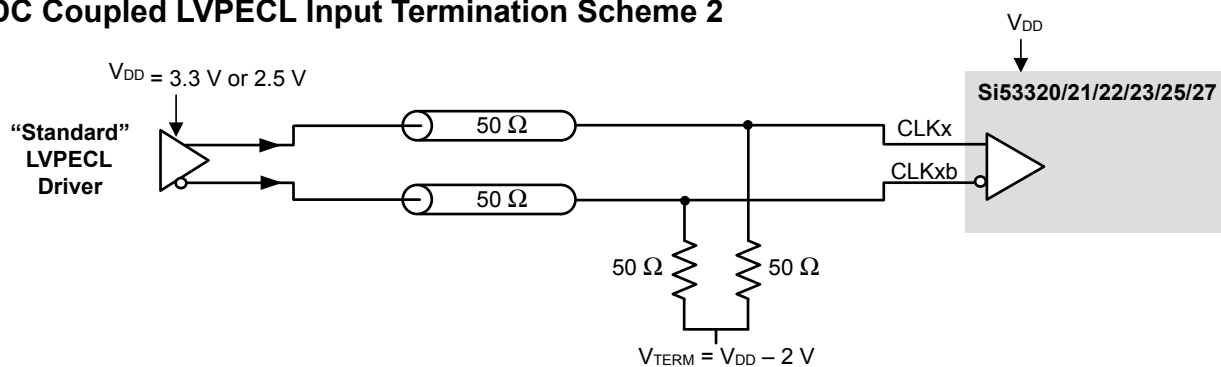 DC Coupled LVPECL Input Termination Scheme 2
VDD
VDD = 3.3 V or 2.5 V
Si53320/21/22/23/25/27
“Standard”
LVPECL
Driver
50 Ω
CLKx
50 Ω
CLKxb
50 Ω
50 Ω
VTERM = VDD – 2 V